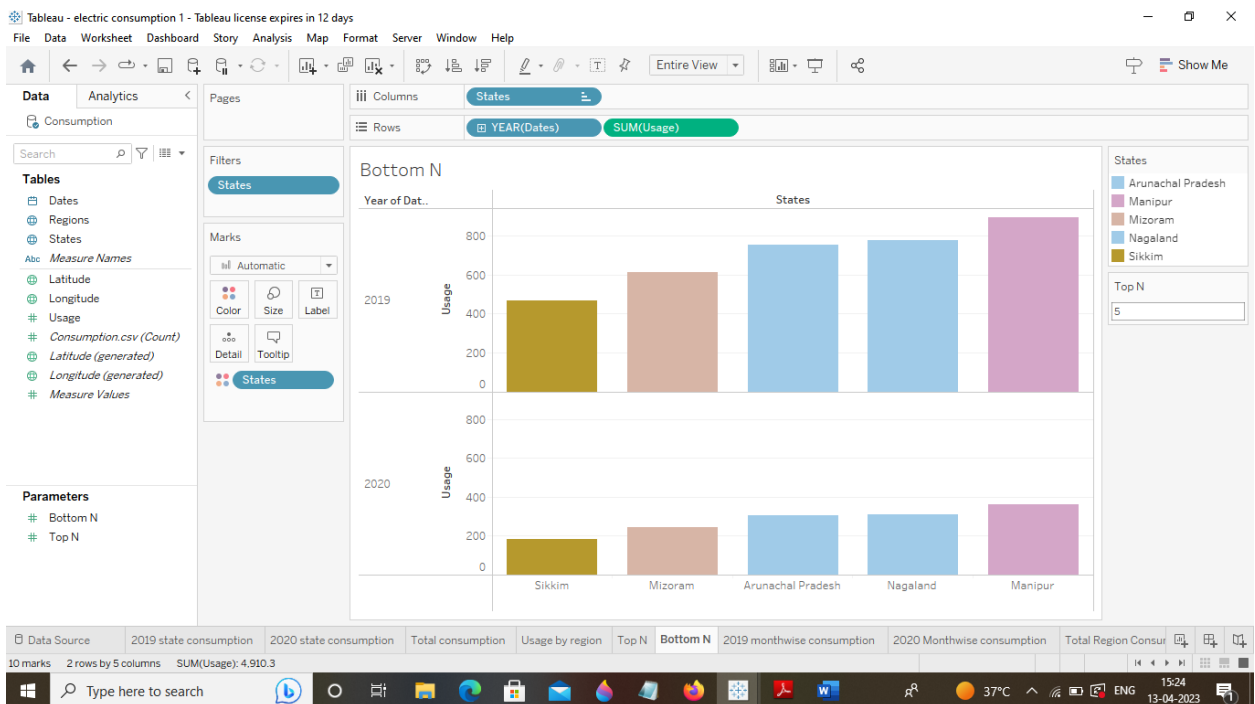 Tableau - electric consumption 1 - Tableau license expires in 12 days
File Data Worksheet Dashboard Story Analysis Map Format Server Window Help
Entire View
Show Me
Data Analytics
Consumption
Search
Tables
Dates
Regions
States
Abc Measure Names
Latitude
Longitude
# Usage
# Consumption.csv (Count)
Latitude (generated)
Longitude (generated)
# Measure Values
Parameters
# Bottom N
# Top N
Pages
Filters
States
Marks
Automatic
Color Size Label
Detail Tooltip
States
Columns States
Rows YEAR(Dates) SUM(Usage)
Bottom N
Year of Dat.. States
2019
Usage
800
600
400
200
0
2020
Usage
800
600
400
200
0
Sikkim Mizoram Arunachal Pradesh Nagaland Manipur
States
Arunachal Pradesh
Manipur
Mizoram
Nagaland
Sikkim
Top N
5
Data Source 2019 state consumption 2020 state consumption Total consumption Usage by region Top N Bottom N 2019 monthwise consumption 2020 Monthwise consumption Total Region Consur
10 marks 2 rows by 5 columns SUM(Usage): 4,910.3
Type here to search
37°C ENG 15:24
13-04-2023